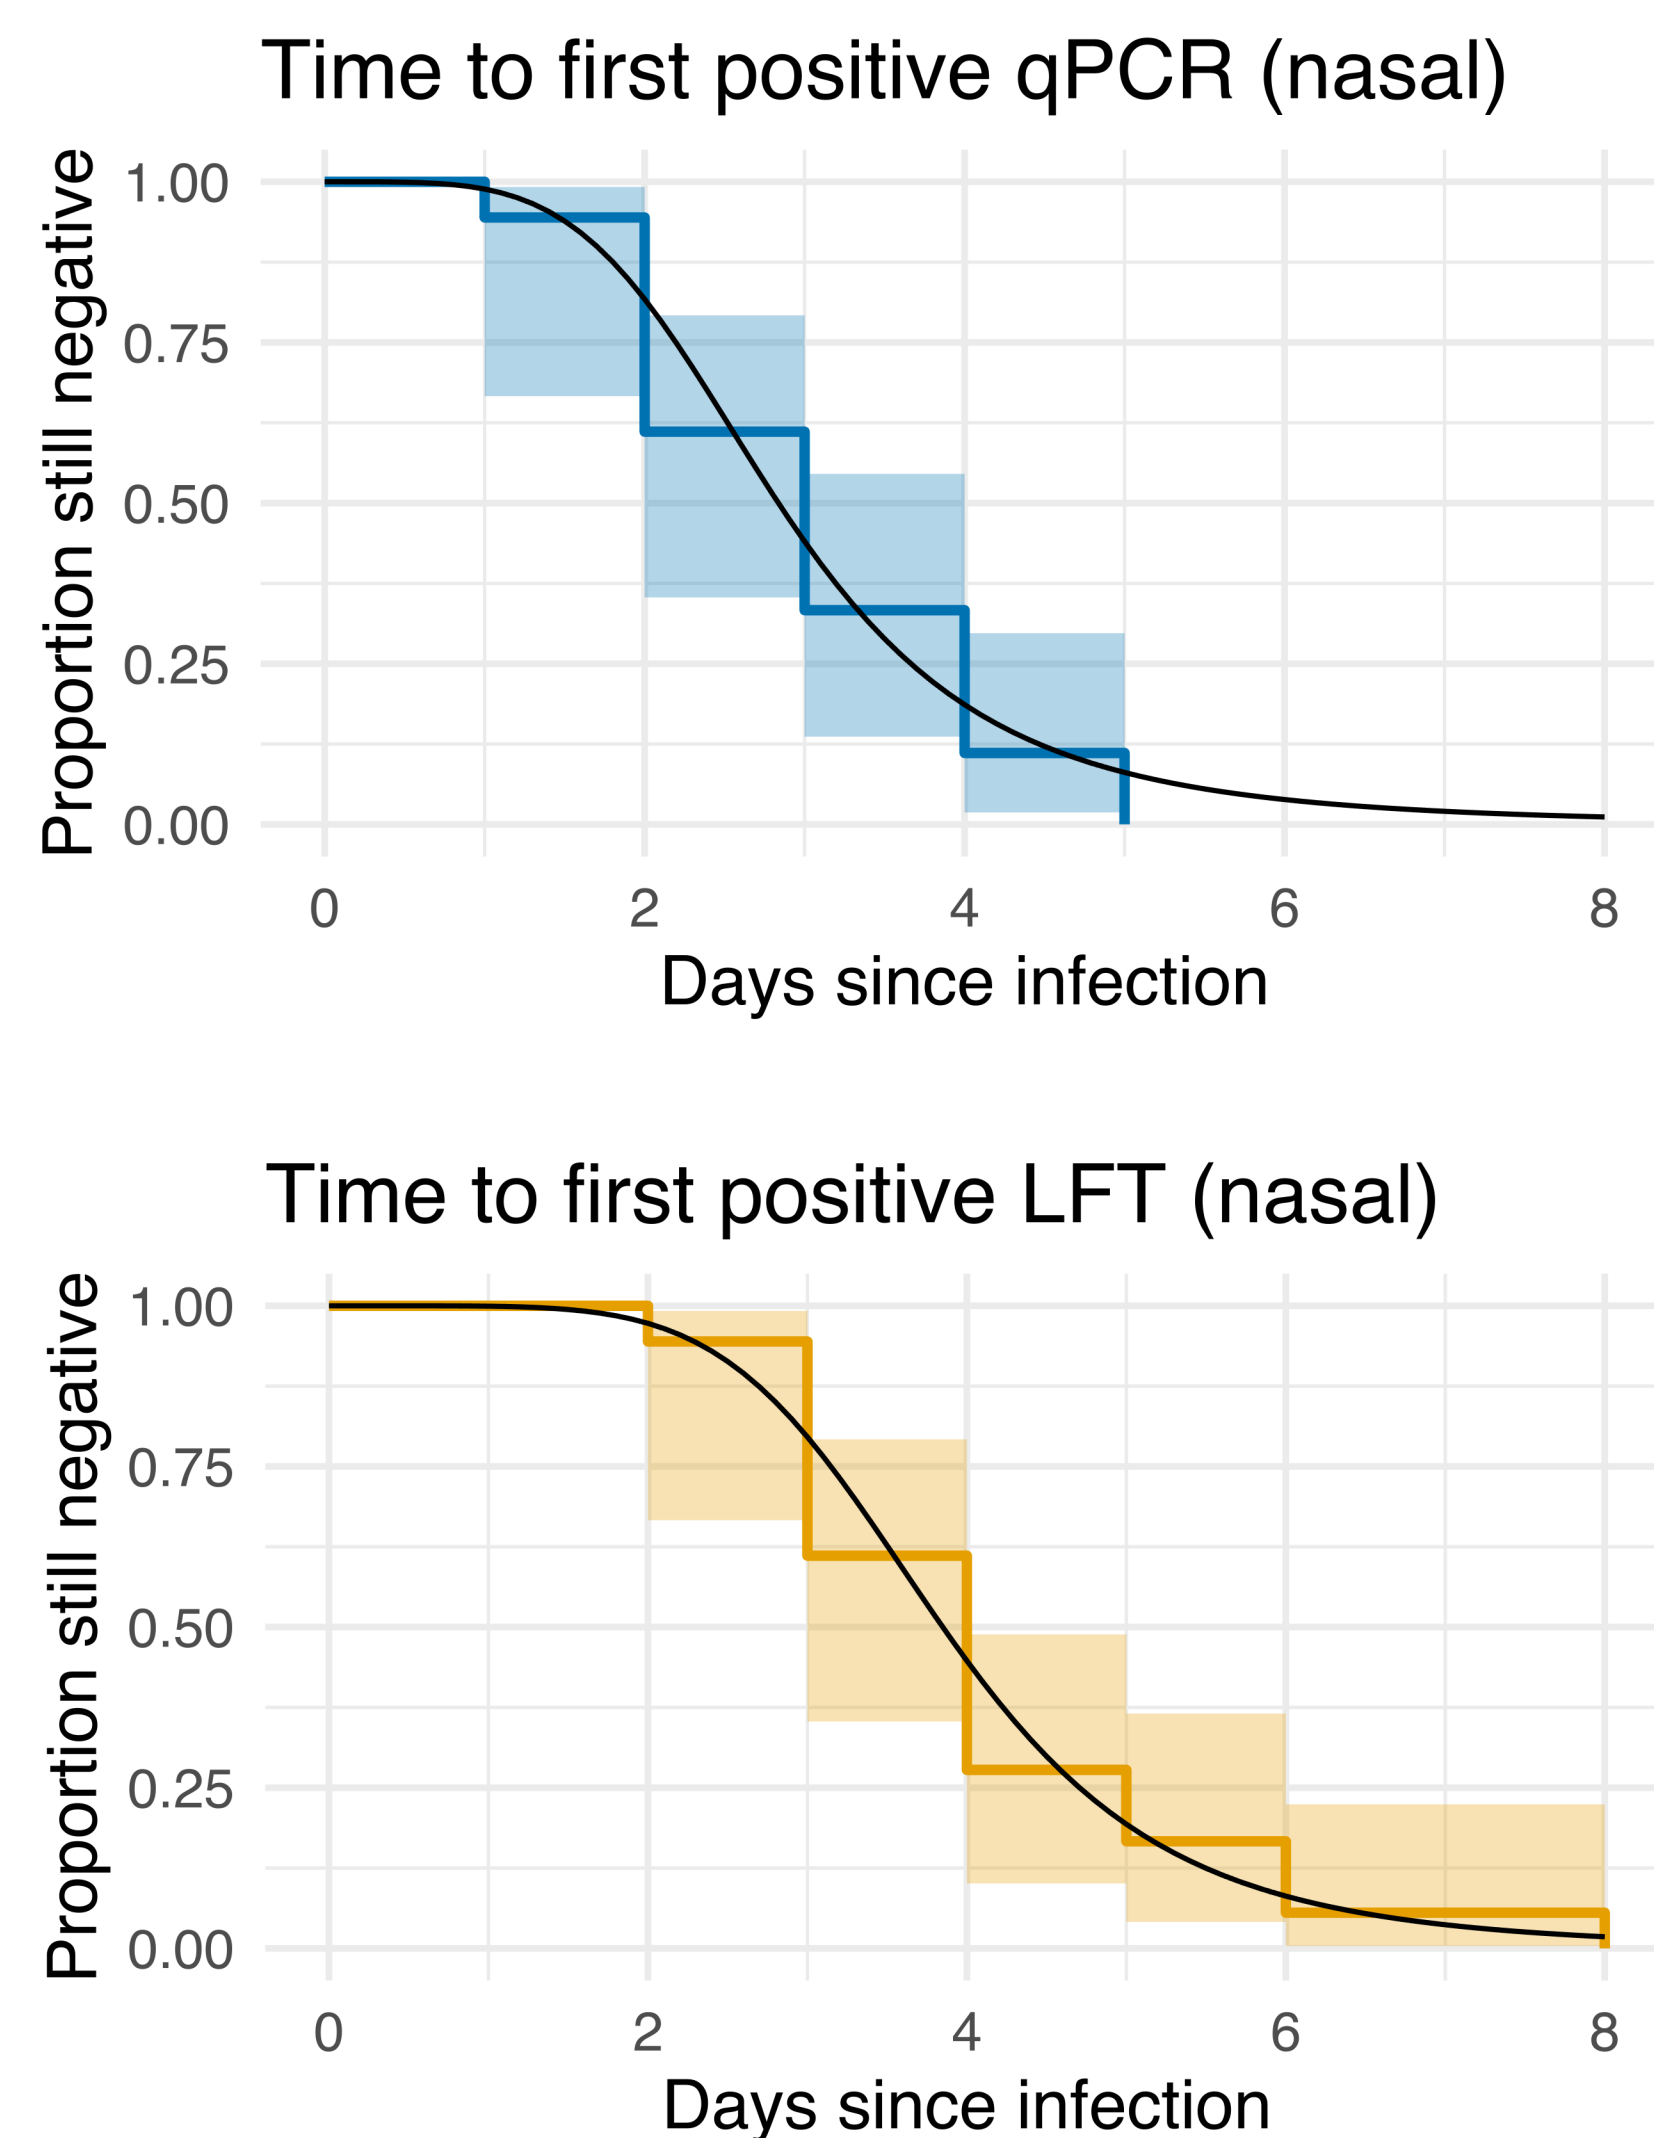 Time to first positive qPCR (nasal)
Proportion still negative
1.00
0.75
0.50
0.25
0.00
0 2 4 6 8
Days since infection
Time to first positive LFT (nasal)
Proportion still negative
1.00
0.75
0.50
0.25
0.00
0 2 4 6 8
Days since infection